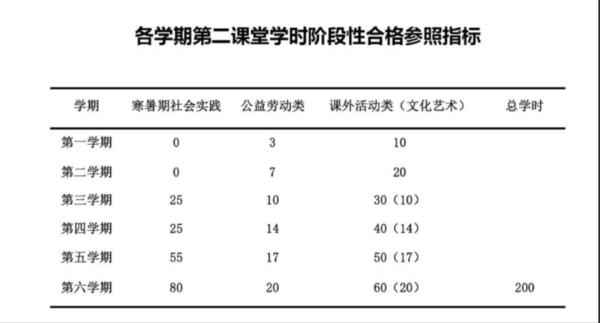 各学期第二课堂学时阶段性合格参照指标
学期 寒暑期社会实践 公益劳动类 课外活动类（文化艺术） 总学时
第一学期 0 3 10
第二学期 0 7 20
第三学期 25 10 30（10）
第四学期 25 14 40（14）
第五学期 55 17 50（17）
第六学期 80 20 60（20） 200